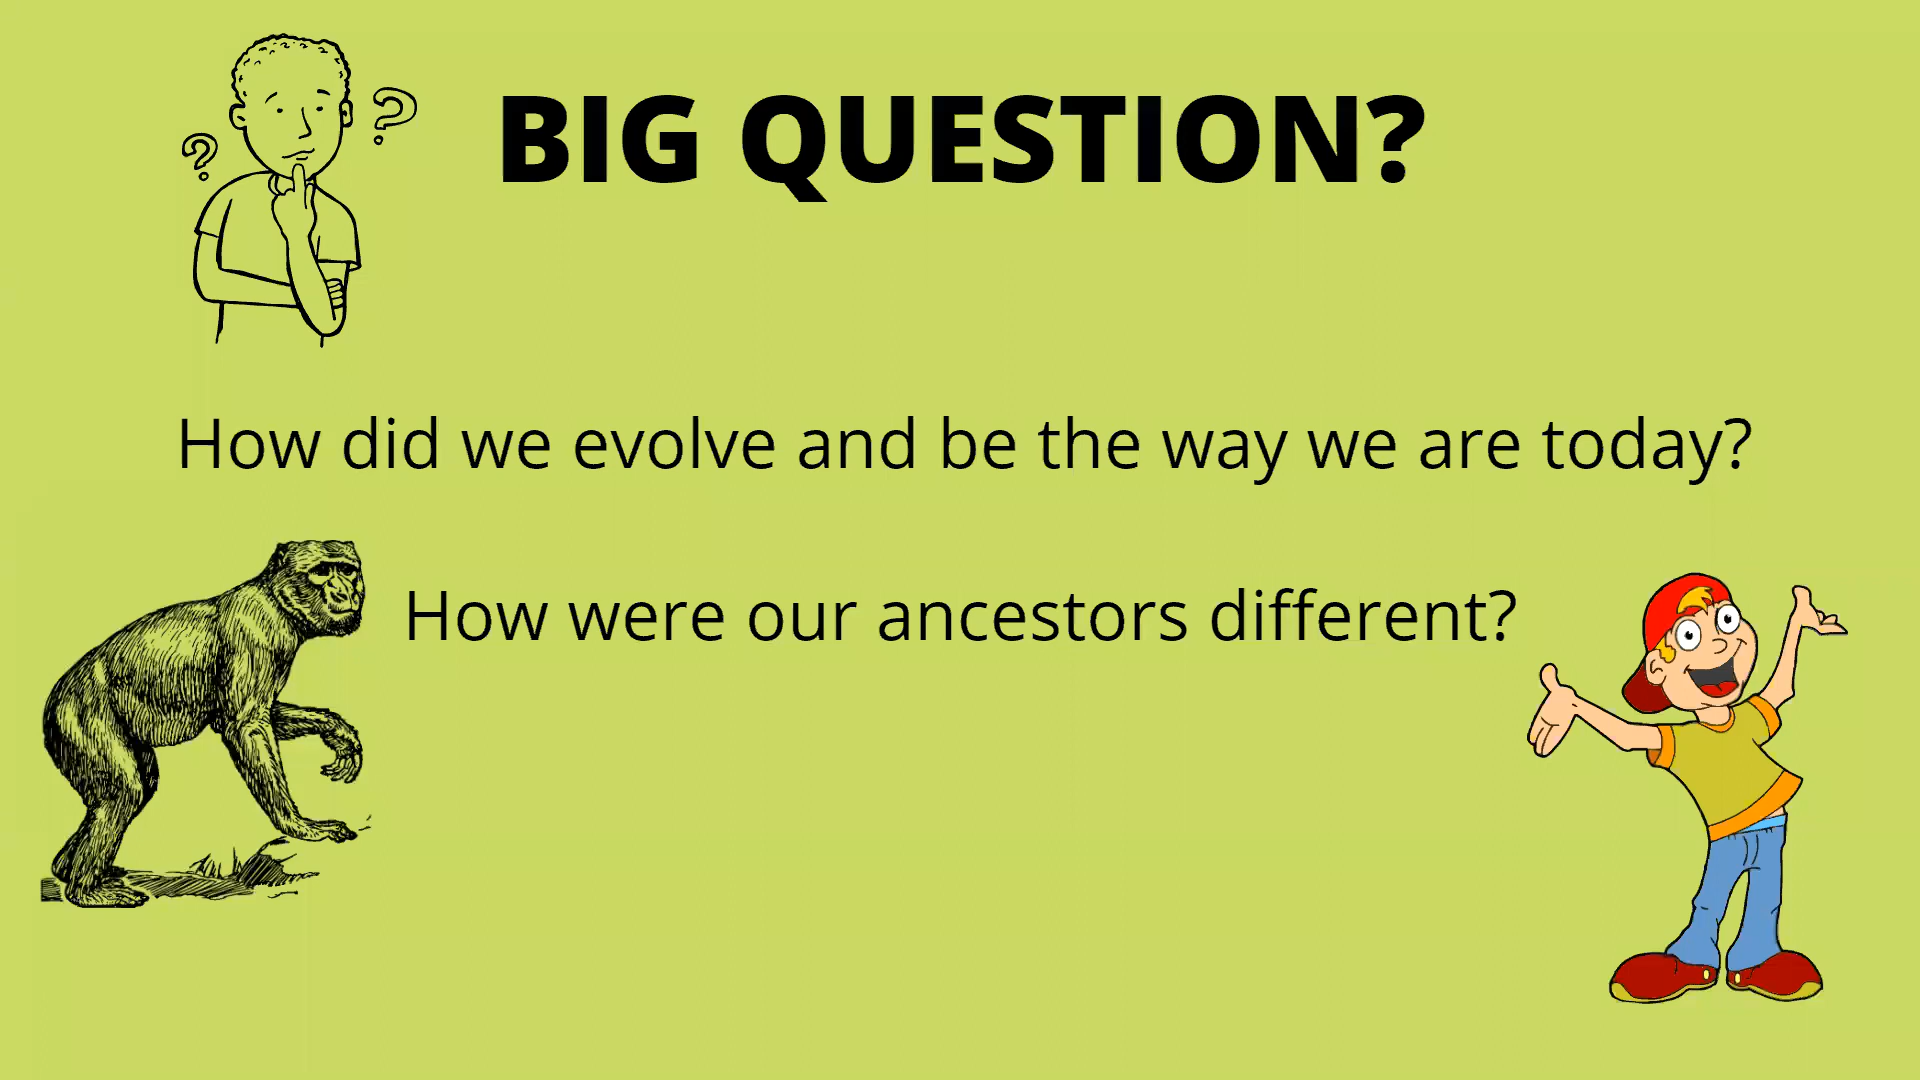 BIG QUESTION?
How did we evolve and be the way we are today?
How were our ancestors different?